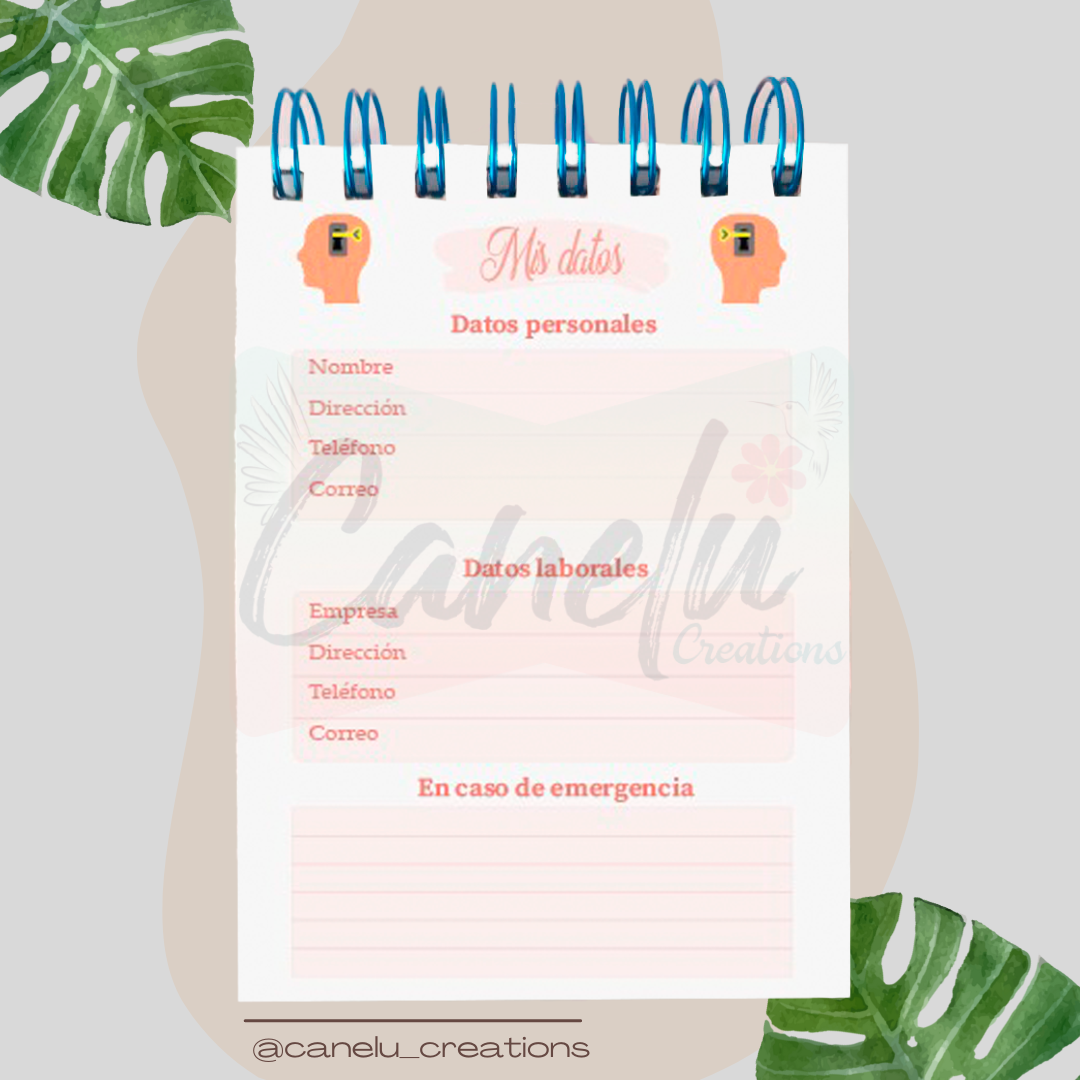 Mis datos
Datos personales
Nombre
Dirección
Teléfono
Correo
Canelu
Creations
Datos laborales
Empresa
Dirección
Teléfono
Correo
En caso de emergencia
@canelu_creations